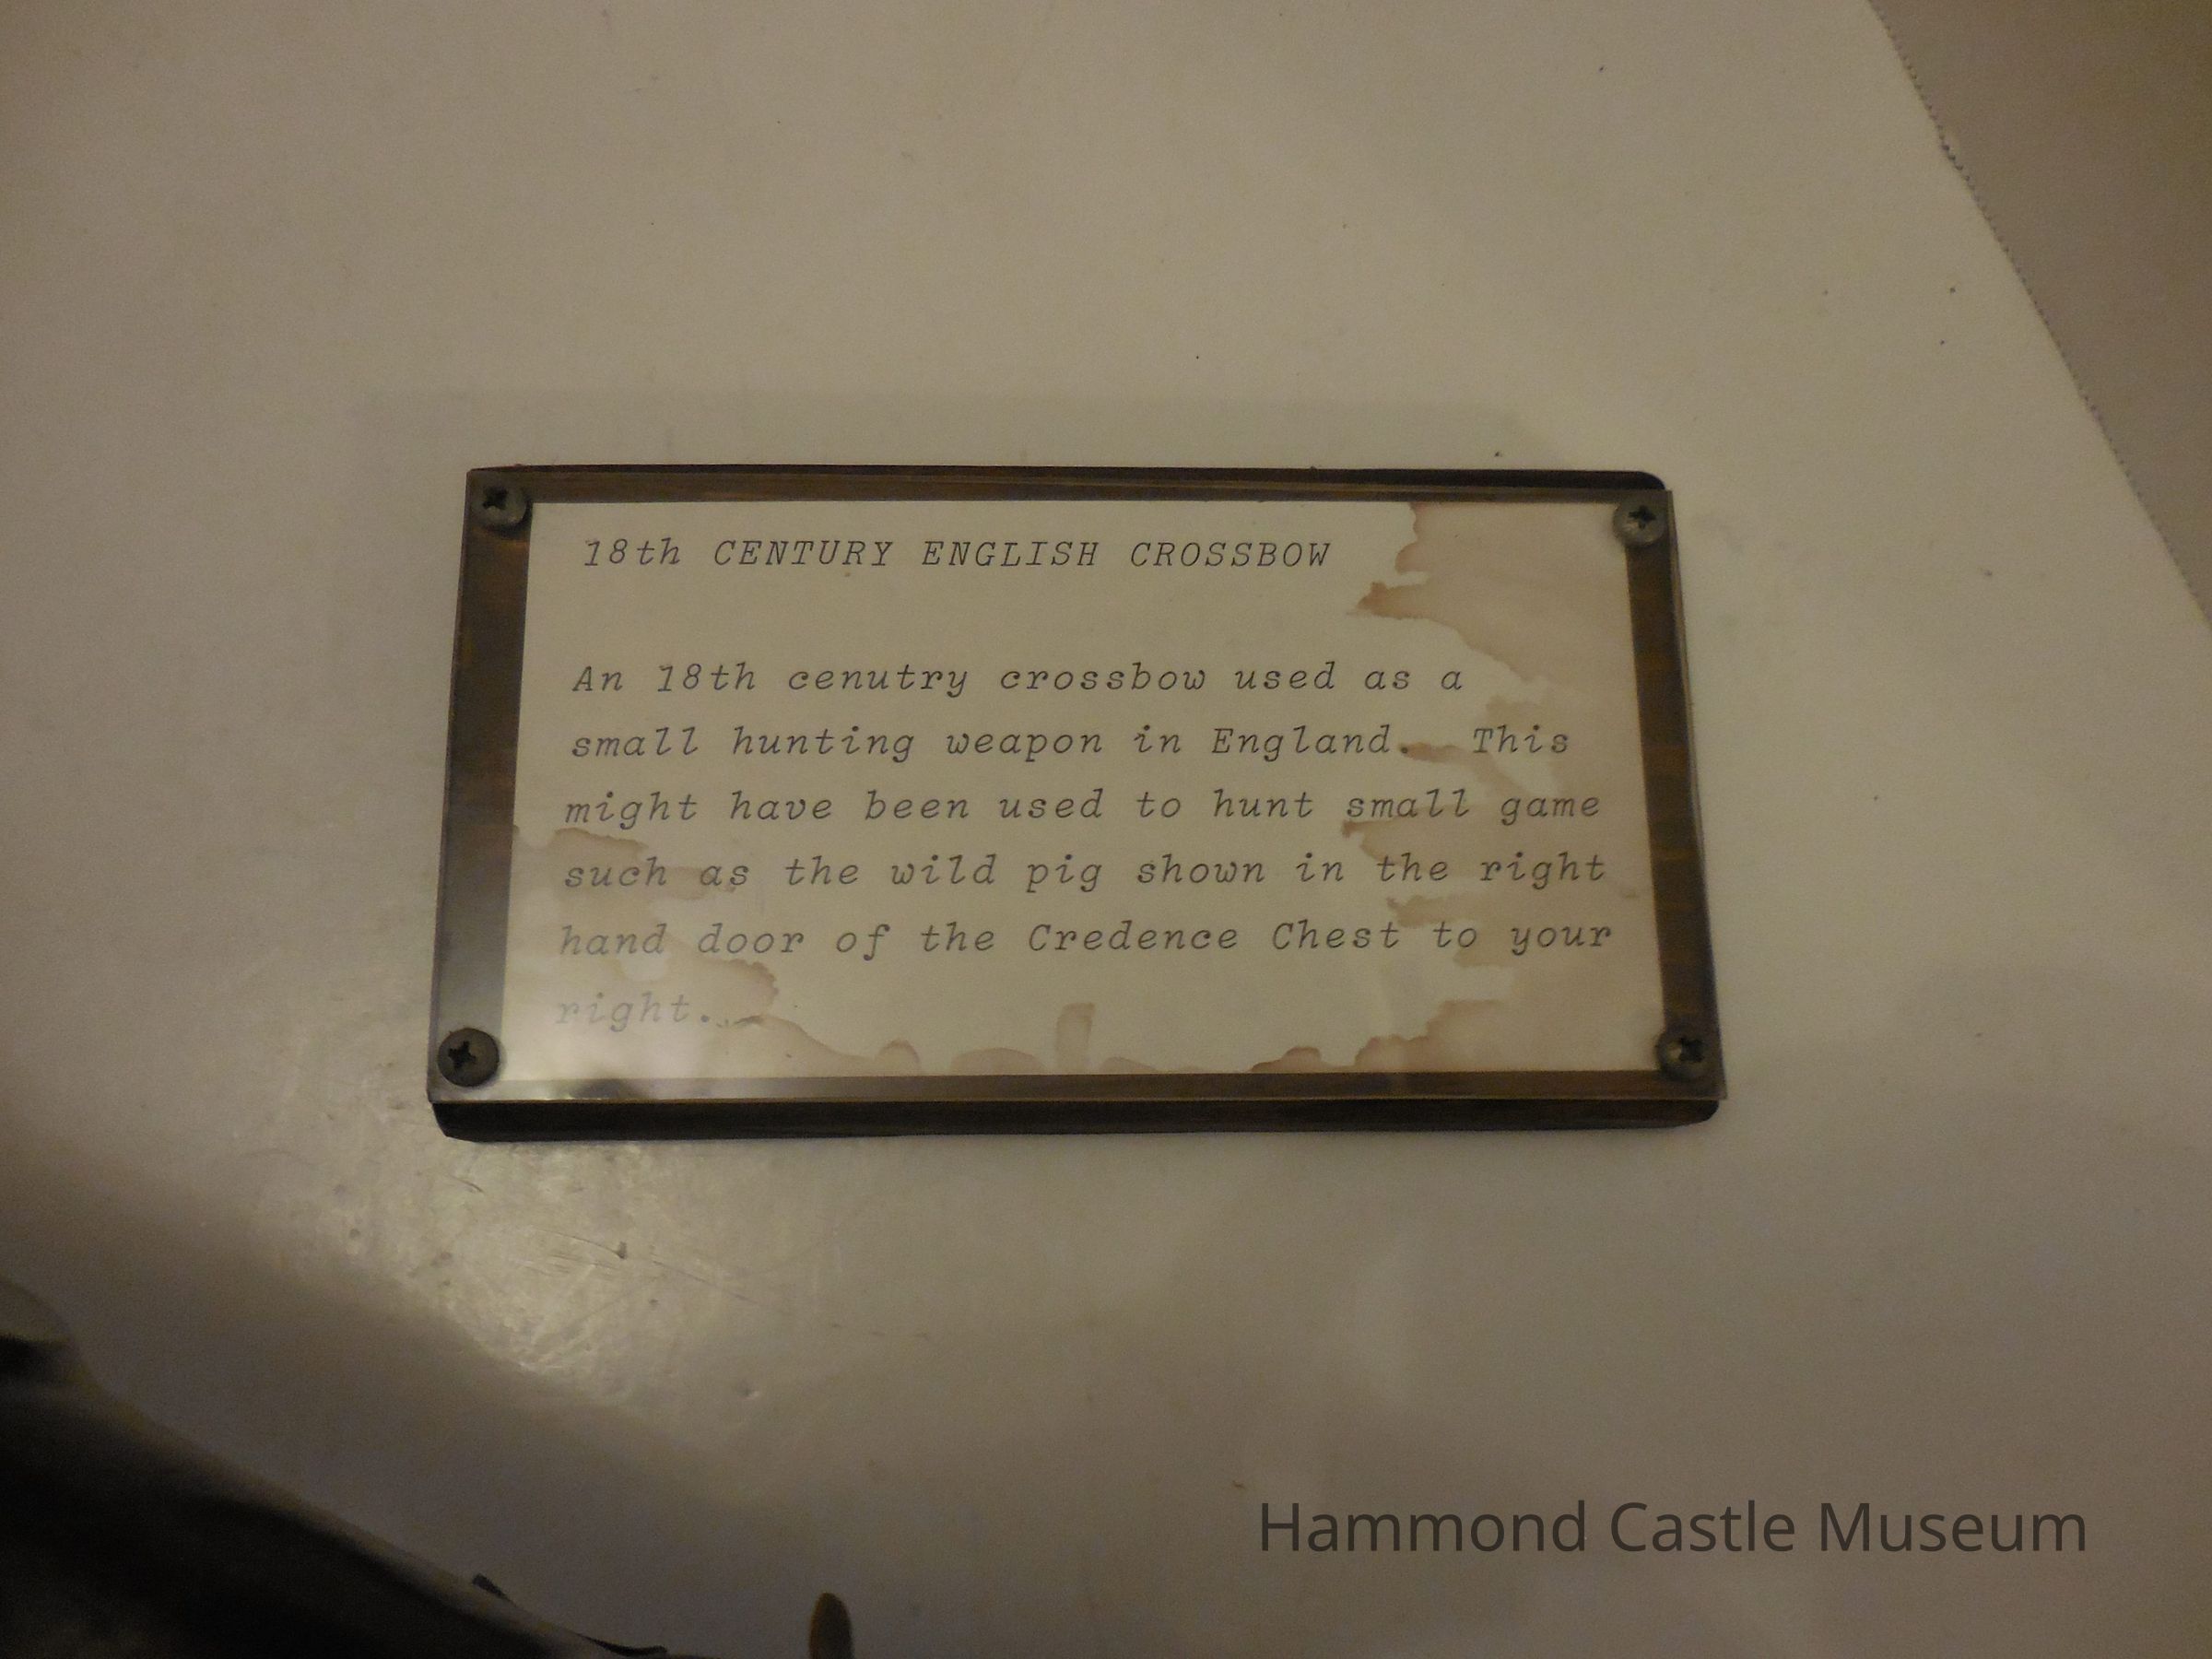 18th CENTURY ENGLISH CROSSBOW
An 18th cenutry crossbow used as a
small hunting weapon in England.  This
might have been used to hunt small game
such as the wild pig shown in the right
hand door of the Credence Chest to your
right.
Hammond Castle Museum